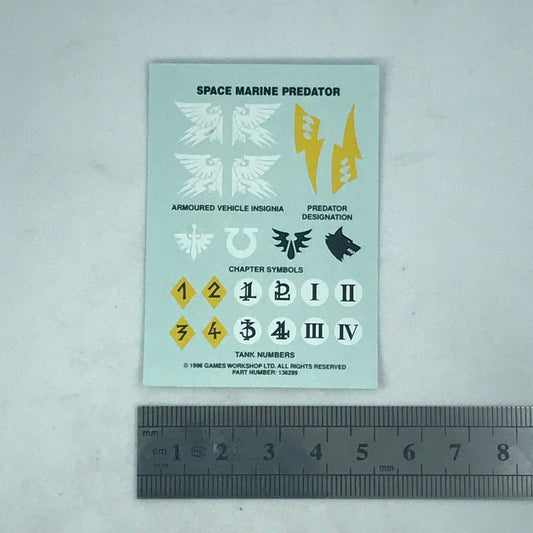 SPACE MARINE PREDATOR
ARMOURED VEHICLE INSIGNIA
PREDATOR
DESIGNATION
CHAPTER SYMBOLS
1 2 1 2 I II
3 4 3 4 III IV
TANK NUMBERS
© 1996 GAMES WORKSHOP LTD. ALL RIGHTS RESERVED
PART NUMBER: 136289
mm
dm 1 2 3 4 5 6 7 8
mm
cm
mm